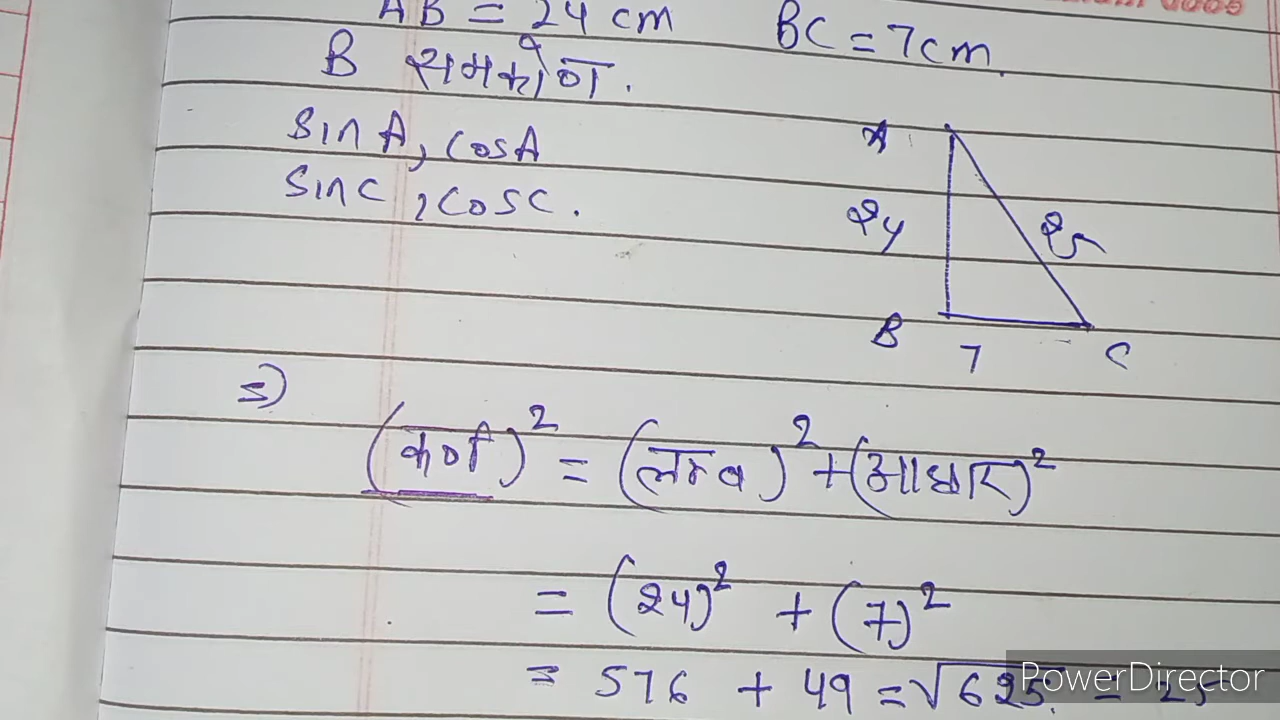 AB = 24 cm BC = 7cm.
B समकोण.
sin A, cos A
sin C, cos C.
A
24 25
B 7 C
=)
(कर्ण)² = (लम्ब)² + (आधार)²
= (24)² + (7)²
= 576 + 49 = √625. = 25
PowerDirector